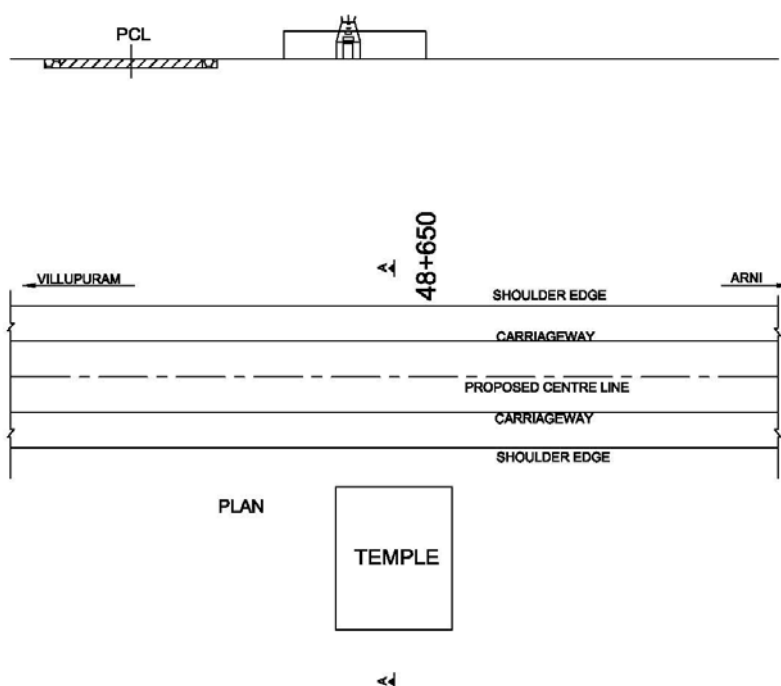 PCL
A
48+650
VILLUPURAM
ARNI
SHOULDER EDGE
CARRIAGEWAY
PROPOSED CENTRE LINE
CARRIAGEWAY
SHOULDER EDGE
PLAN
TEMPLE
A